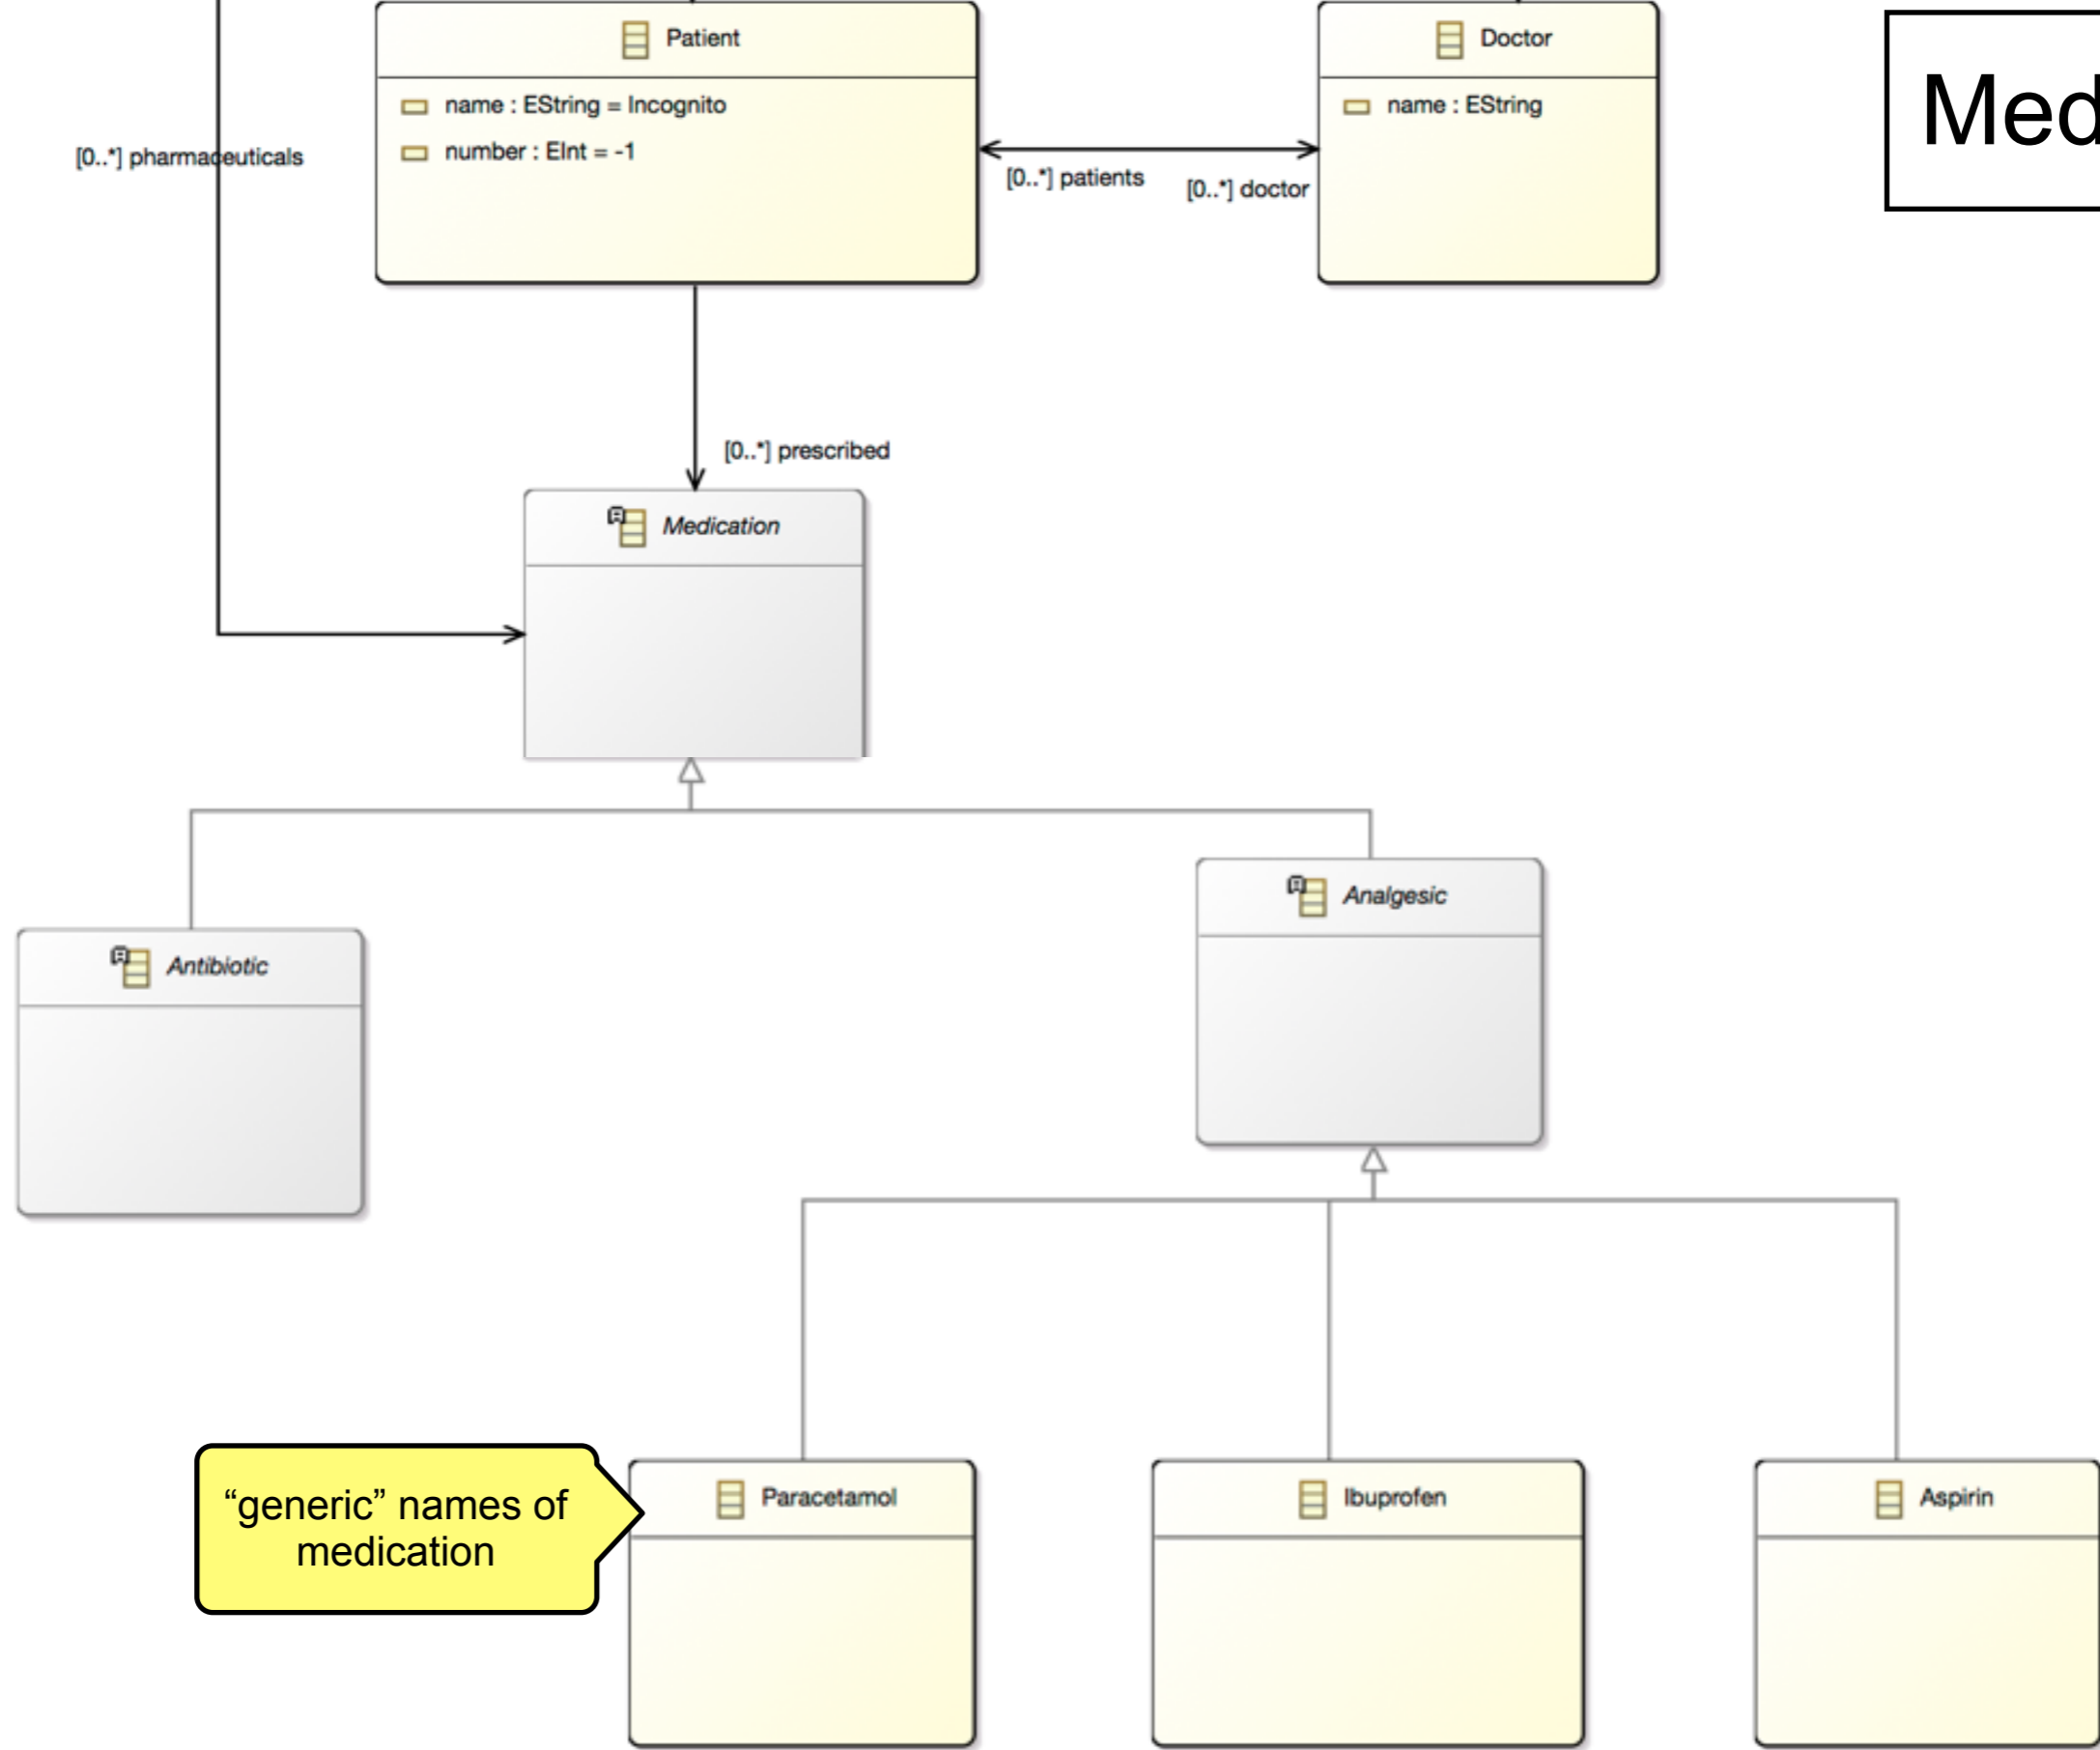 Patient
Doctor
Med
name : EString = Incognito
name : EString
number : EInt = -1
[0..*] pharmaceuticals
[0..*] patients
[0..*] doctor
[0..*] prescribed
Medication
Analgesic
Antibiotic
Paracetamol
Ibuprofen
Aspirin
“generic” names of
medication